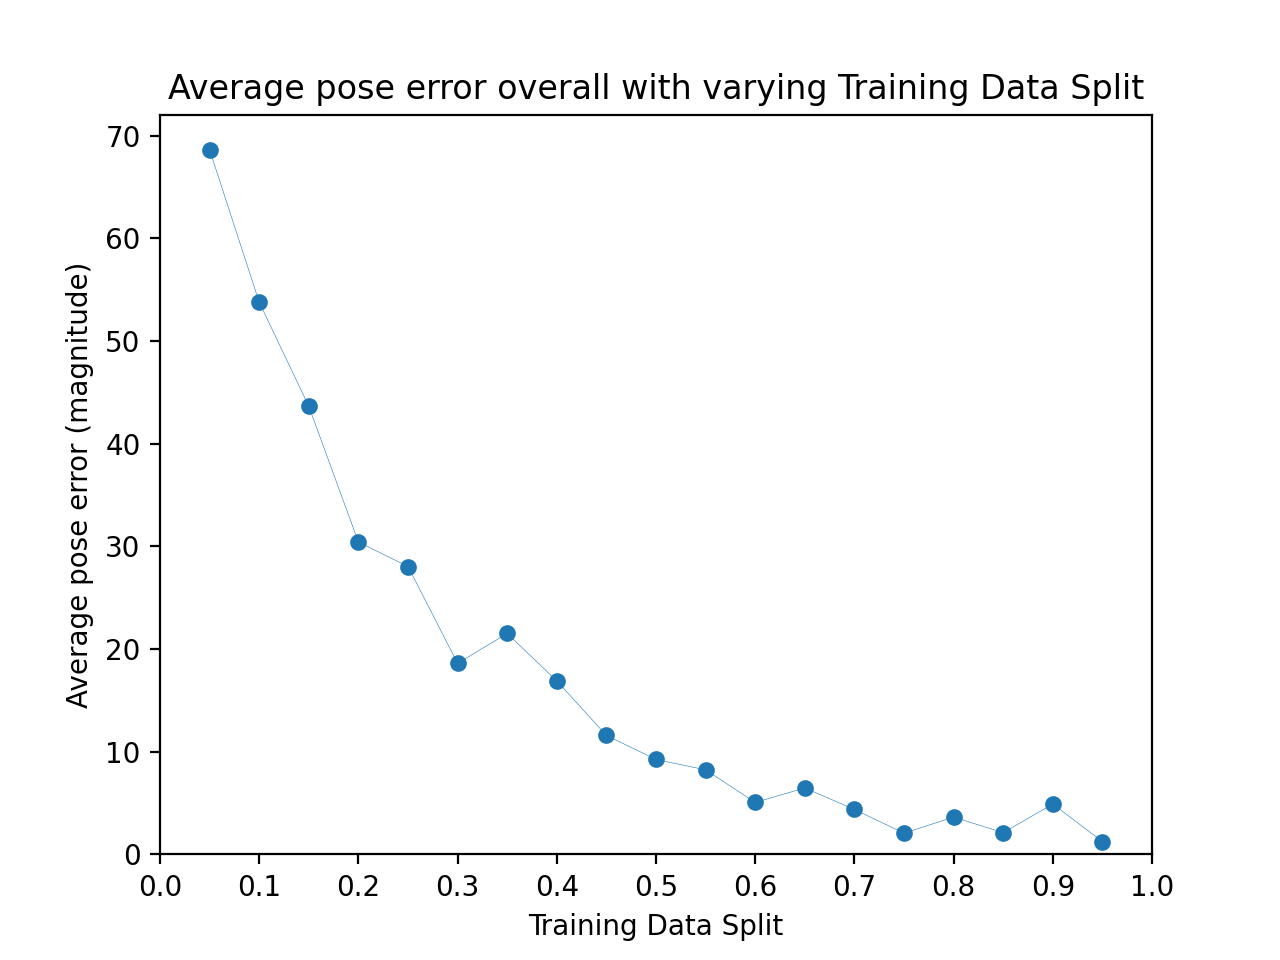 Average pose error overall with varying Training Data Split
Average pose error (magnitude)
70
60
50
40
30
20
10
0
0.0 0.1 0.2 0.3 0.4 0.5 0.6 0.7 0.8 0.9 1.0
Training Data Split